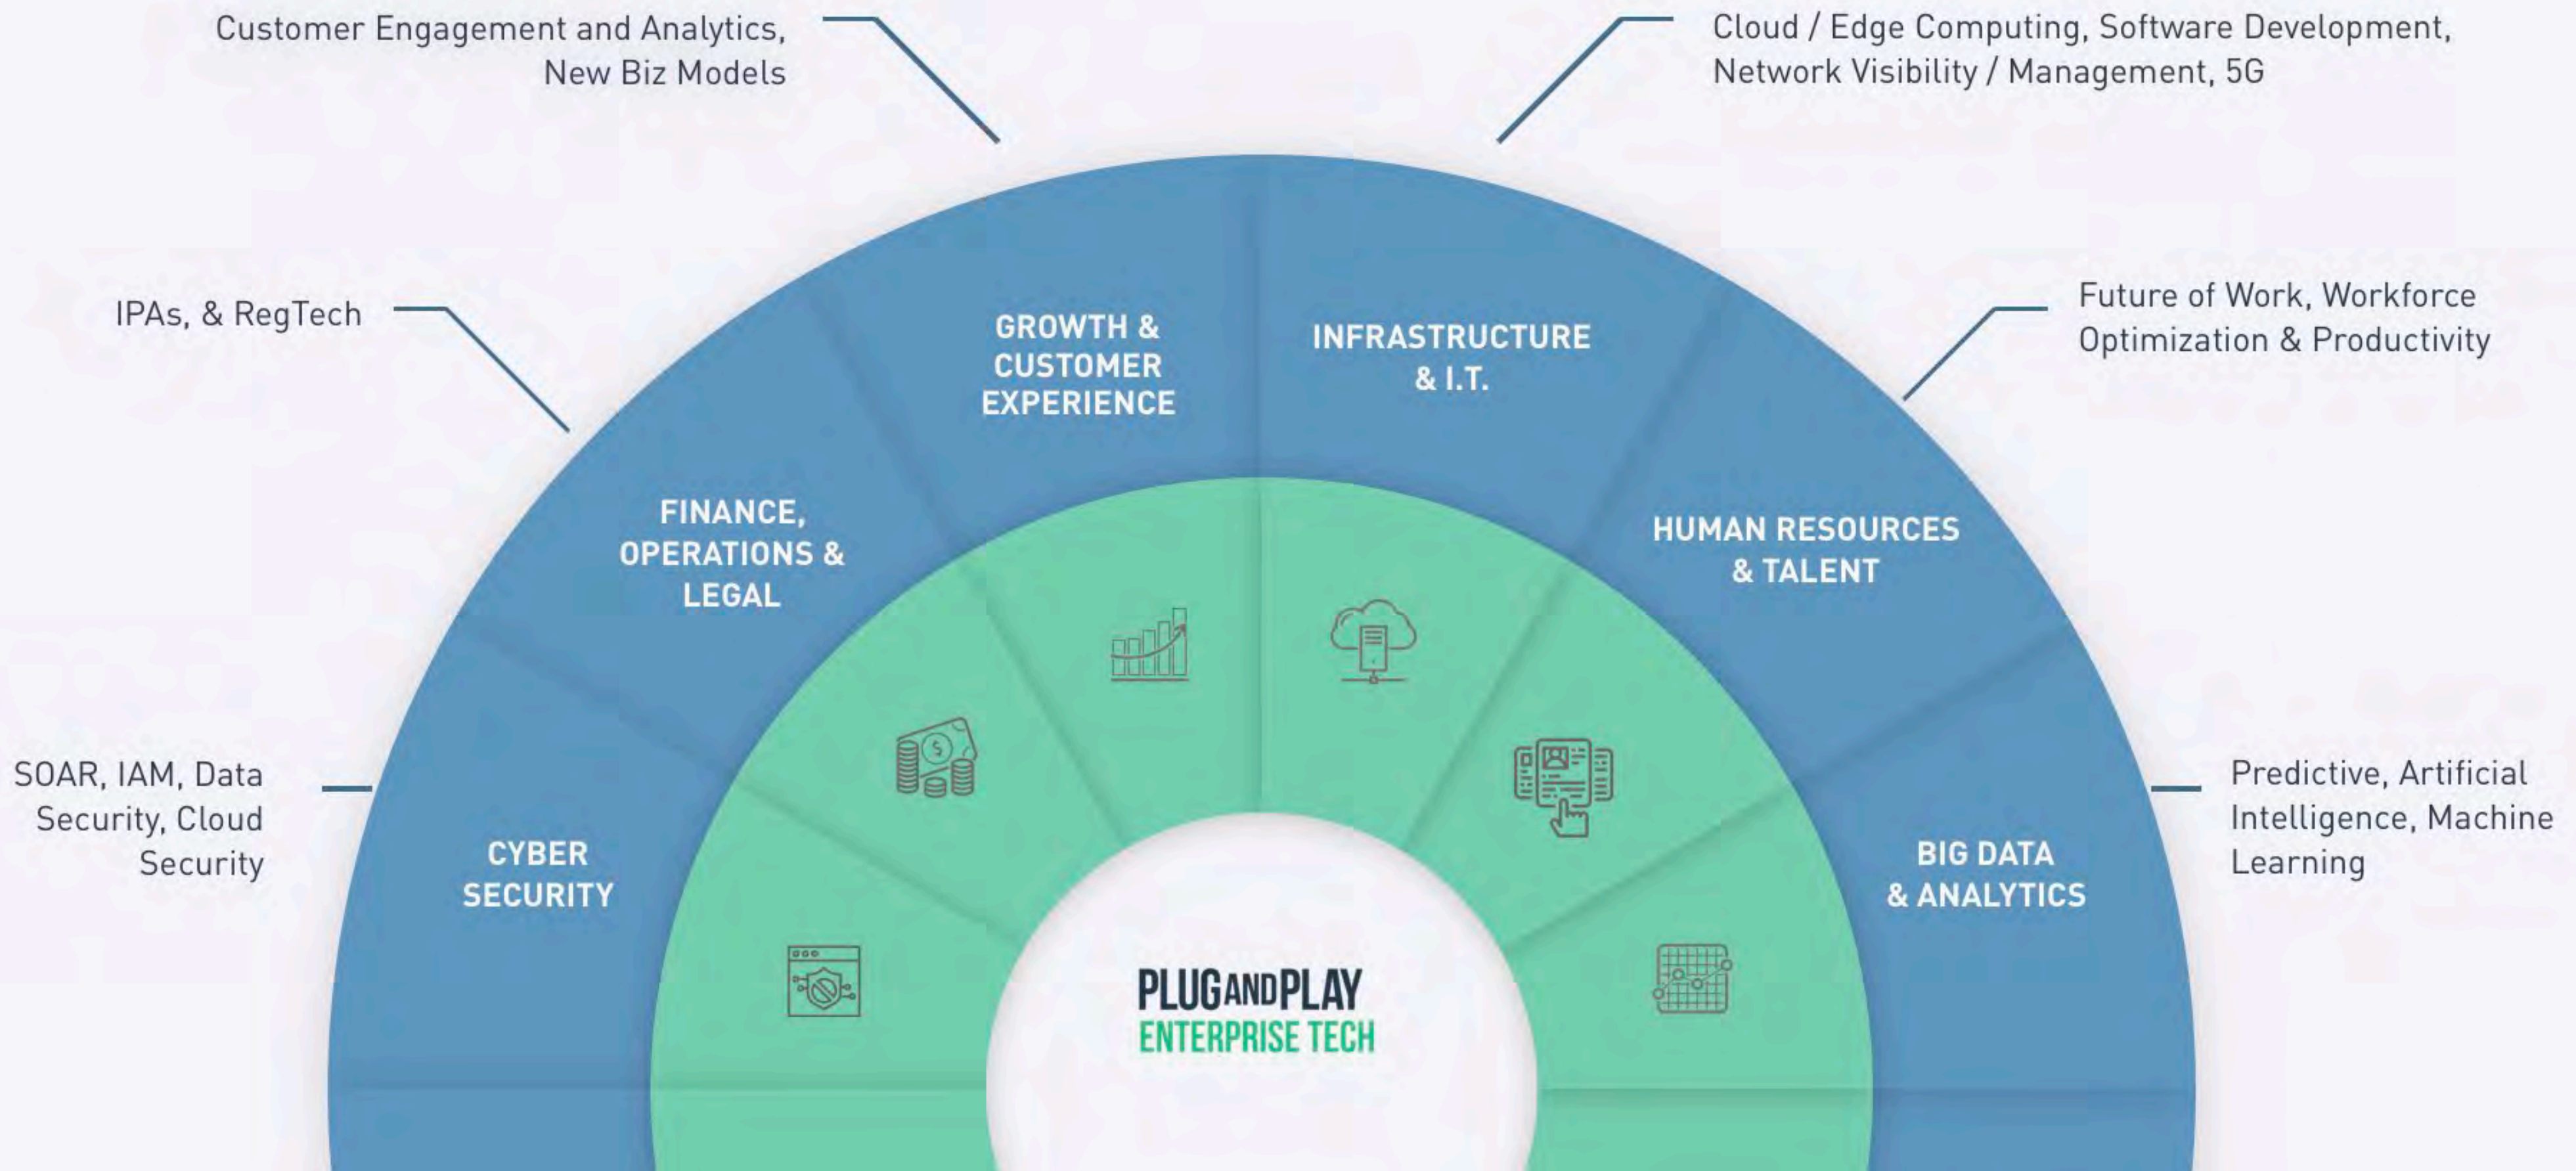 Customer Engagement and Analytics,
New Biz Models
Cloud / Edge Computing, Software Development,
Network Visibility / Management, 5G
IPAs, & RegTech
Future of Work, Workforce
Optimization & Productivity
GROWTH &
CUSTOMER
EXPERIENCE
INFRASTRUCTURE
& I.T.
FINANCE,
OPERATIONS &
LEGAL
HUMAN RESOURCES
& TALENT
SOAR, IAM, Data
Security, Cloud
Security
CYBER
SECURITY
BIG DATA
& ANALYTICS
Predictive, Artificial
Intelligence, Machine
Learning
$
PLUGANDPLAY
ENTERPRISE TECH